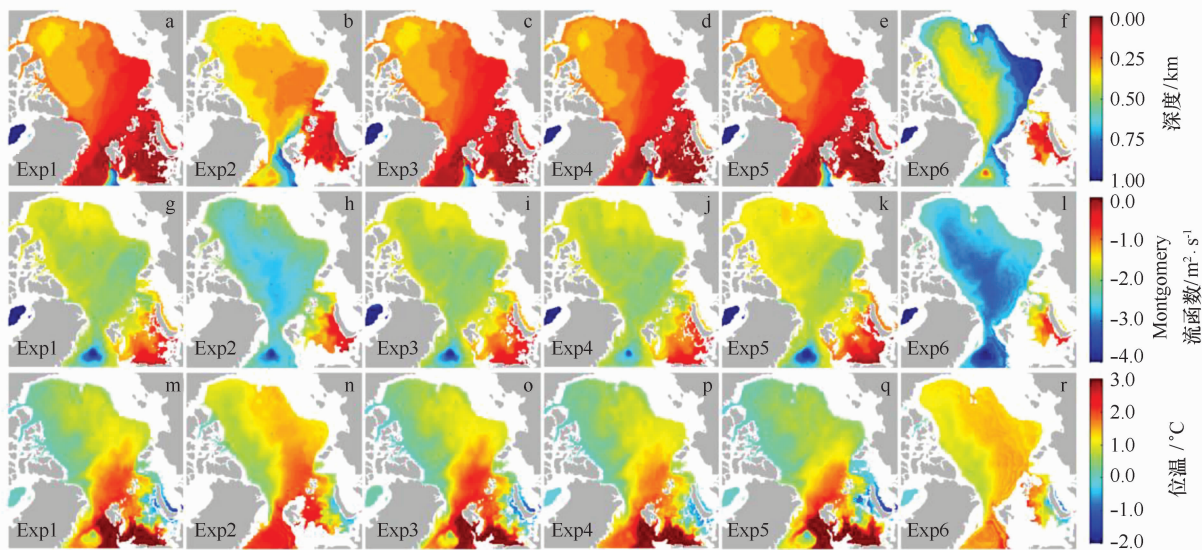 a b c d e f
Exp1 Exp2 Exp3 Exp4 Exp5 Exp6
0.00
0.25
0.50
0.75
1.00
深度/km
g h i j k l
Exp1 Exp2 Exp3 Exp4 Exp5 Exp6
0.0
-1.0
-2.0
-3.0
-4.0
Montgomery
流函数/m²·s⁻¹
m n o p q r
Exp1 Exp2 Exp3 Exp4 Exp5 Exp6
3.0
2.0
1.0
0.0
-1.0
-2.0
位温 /°C